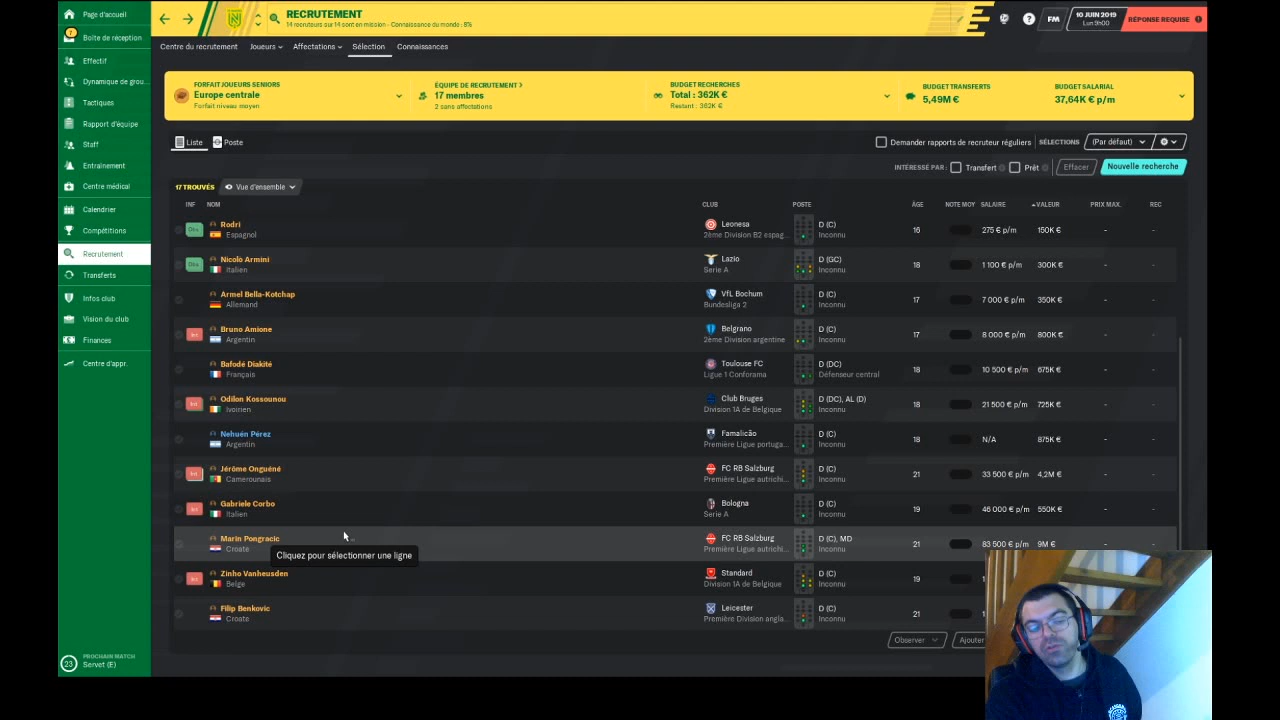 Page d'accueil
Boîte de réception
Effectif
Dynamique de grou...
Tactiques
Rapport d'équipe
Staff
Entraînement
Centre médical
Calendrier
Compétitions
Recrutement
Transferts
Infos club
Vision du club
Finances
Centre d'appr.
PROCHAIN MATCH
23 Servet (E)
RECRUTEMENT
14 recruteurs sur 14 sont en mission - Connaissance du monde : 8%
FM
10 JUIN 2019
Lun 9h00
RÉPONSE REQUISE
Centre du recrutement Joueurs Affectations Sélection Connaissances
FORFAIT JOUEURS SENIORS
Europe centrale
Forfait niveau moyen
ÉQUIPE DE RECRUTEMENT >
17 membres
2 sans affectations
BUDGET RECHERCHES
Total : 362K €
Restant : 362K €
BUDGET TRANSFERTS
5,49M €
BUDGET SALARIAL
37,64K € p/m
Liste Poste
Demander rapports de recruteur réguliers SÉLECTIONS (Par défaut)
INTÉRESSÉ PAR : Transfert Prêt Effacer Nouvelle recherche
17 TROUVÉS Vue d'ensemble
INF NOM CLUB POSTE ÂGE NOTE MOY SALAIRE VALEUR PRIX MAX. REC
Obs Rodri Leonesa D (C) 16 275 € p/m 150K € - -
Espagnol 2ème Division B2 espag... Inconnu
Obs Nicolò Armini Lazio D (GC) 18 1 100 € p/m 300K € - -
Italien Serie A Inconnu
Armel Bella-Kotchap VfL Bochum D (C) 17 7 000 € p/m 350K € - -
Allemand Bundesliga 2 Inconnu
Int Bruno Amione Belgrano D (C) 17 8 000 € p/m 800K € - -
Argentin 2ème Division argentine Inconnu
Bafodé Diakité Toulouse FC D (DC) 18 10 500 € p/m 675K € - -
Français Ligue 1 Conforama Défenseur central
Int Odilon Kossounou Club Bruges D (DC), AL (D) 18 21 500 € p/m 725K € - -
Ivoirien Division 1A de Belgique Inconnu
Nehuén Pérez Famalicão D (C) 18 N/A 875K € - -
Argentin Première Ligue portuga... Inconnu
Int Jérôme Onguéné FC RB Salzburg D (C) 21 33 500 € p/m 4,2M € - -
Camerounais Première Ligue autrichi... Inconnu
Int Gabriele Corbo Bologna D (C) 19 46 000 € p/m 550K € - -
Italien Serie A Inconnu
Marin Pongracic FC RB Salzburg D (C), MD 21 83 500 € p/m 9M € - -
Croate Première Ligue autrichi... Inconnu
Cliquez pour sélectionner une ligne
Int Zinho Vanheusden Standard D (C) 19
Belge Division 1A de Belgique Inconnu
Filip Benkovic Leicester D (C) 21
Croate Première Division angla... Inconnu
Observer Ajouter